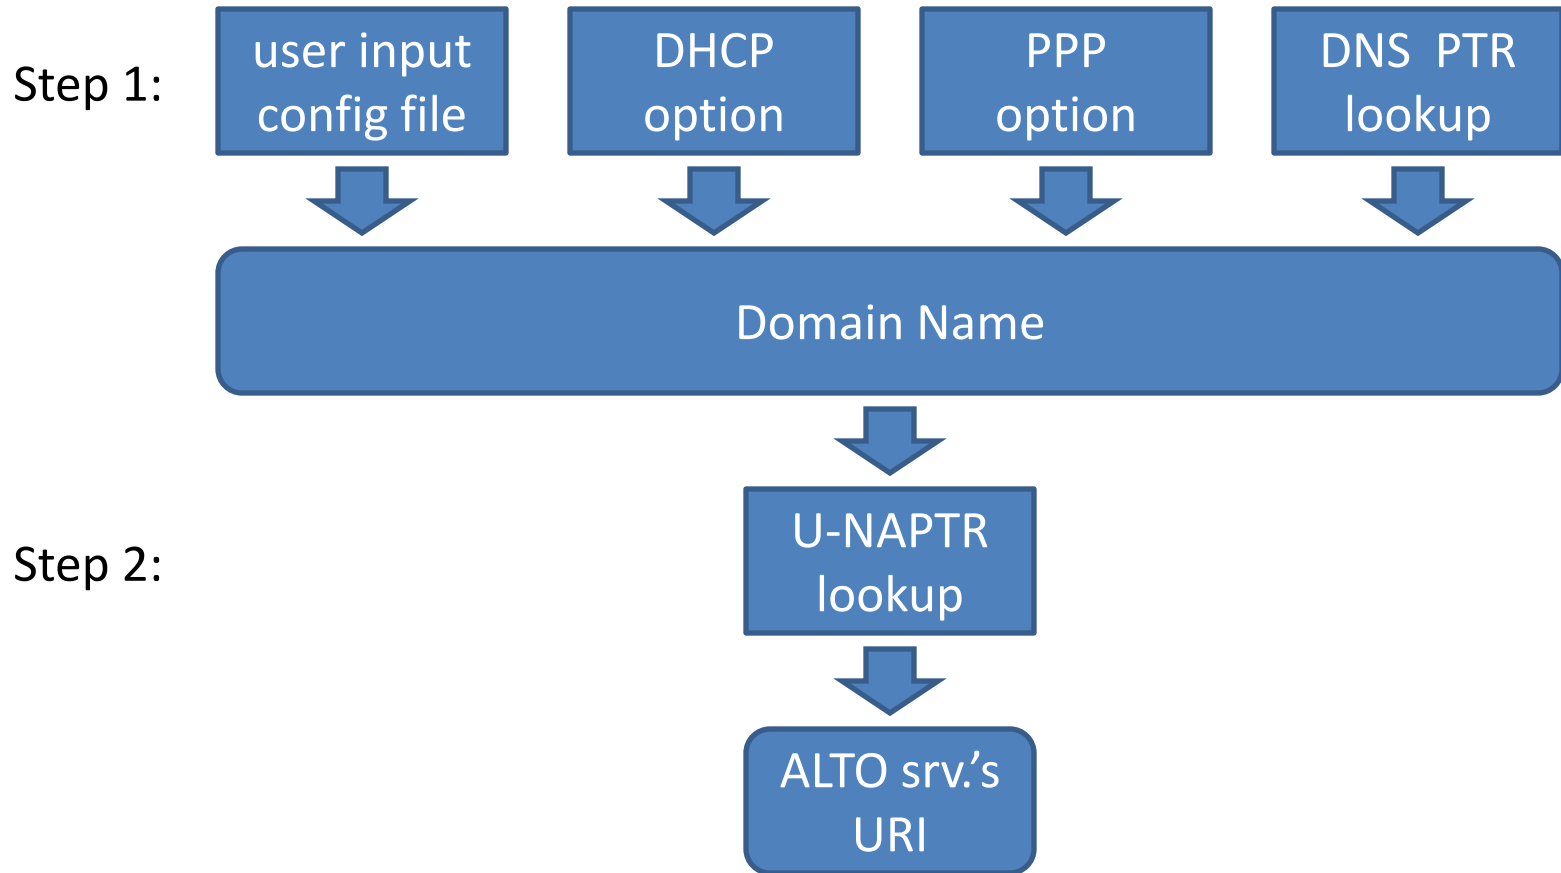 Step 1:
user input
config file
DHCP
option
PPP
option
DNS PTR
lookup
Domain Name
Step 2:
U-NAPTR
lookup
ALTO srv.’s
URI